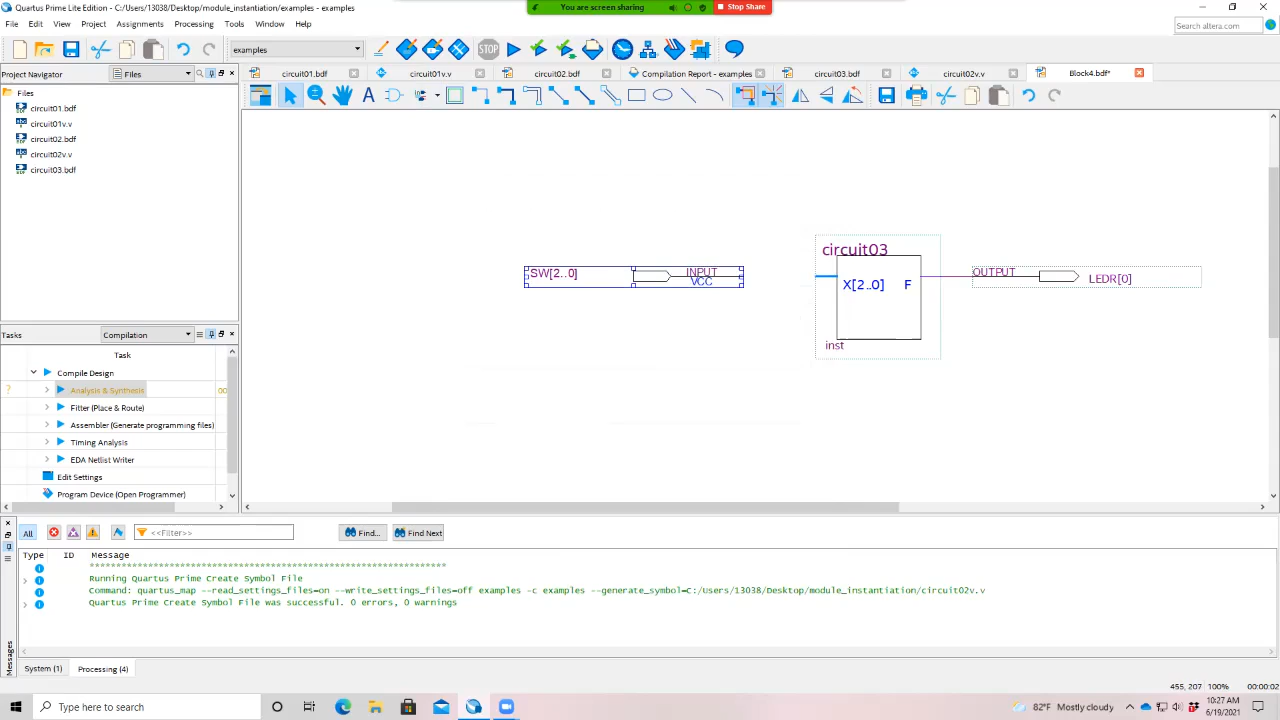 Quartus Prime Lite Edition - C:/Users/13038/Desktop/module_instantiation/examples - examples
You are screen sharing
Stop Share
File Edit View Project Assignments Processing Tools Window Help
Search altera.com
STOP
examples
Project Navigator
Files
circuit01.bdf
circuit01v.v
circuit02.bdf
Compilation Report - examples
circuit03.bdf
circuit02v.v
Block4.bdf*
Files
circuit01.bdf
circuit01v.v
circuit02.bdf
circuit02v.v
circuit03.bdf
circuit03
SW[2..0]
INPUT
VCC
X[2..0] F
inst
OUTPUT
LEDR[0]
Tasks
Compilation
Task
Compile Design
? Analysis & Synthesis 00
Fitter (Place & Route)
Assembler (Generate programming files)
Timing Analysis
EDA Netlist Writer
Edit Settings
Program Device (Open Programmer)
All
<<Filter>>
Find...
Find Next
Type ID Message
*******************************************************************
Running Quartus Prime Create Symbol File
Command: quartus_map --read_settings_files=on --write_settings_files=off examples -c examples --generate_symbol=C:/Users/13038/Desktop/module_instantiation/circuit02v.v
Quartus Prime Create Symbol File was successful. 0 errors, 0 warnings
Messages
System (1)
Processing (4)
455, 207 100% 00:00:02
Type here to search
82°F Mostly cloudy
10:27 AM
6/19/2021